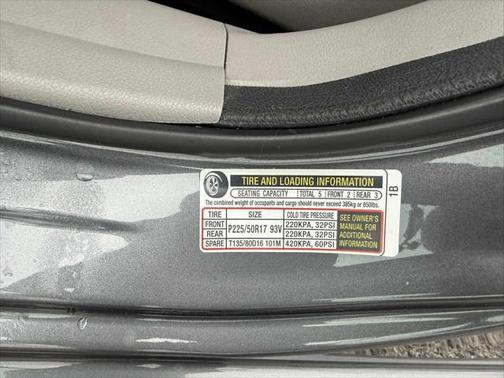 TIRE AND LOADING INFORMATION
SEATING CAPACITY TOTAL 5 FRONT 2 REAR 3
The combined weight of occupants and cargo should never exceed 385kg or 850lbs.
TIRE SIZE COLD TIRE PRESSURE
FRONT P225/50R17 93V 220KPA, 32PSI
REAR 220KPA, 32PSI
SPARE T135/80D16 101M 420KPA, 60PSI
SEE OWNER'S
MANUAL FOR
ADDITIONAL
INFORMATION
1B